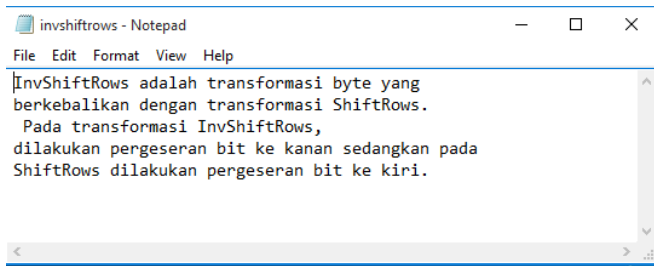 invshiftrows - Notepad
File Edit Format View Help
InvShiftRows adalah transformasi byte yang
berkebalikan dengan transformasi ShiftRows.
 Pada transformasi InvShiftRows,
dilakukan pergeseran bit ke kanan sedangkan pada
ShiftRows dilakukan pergeseran bit ke kiri.